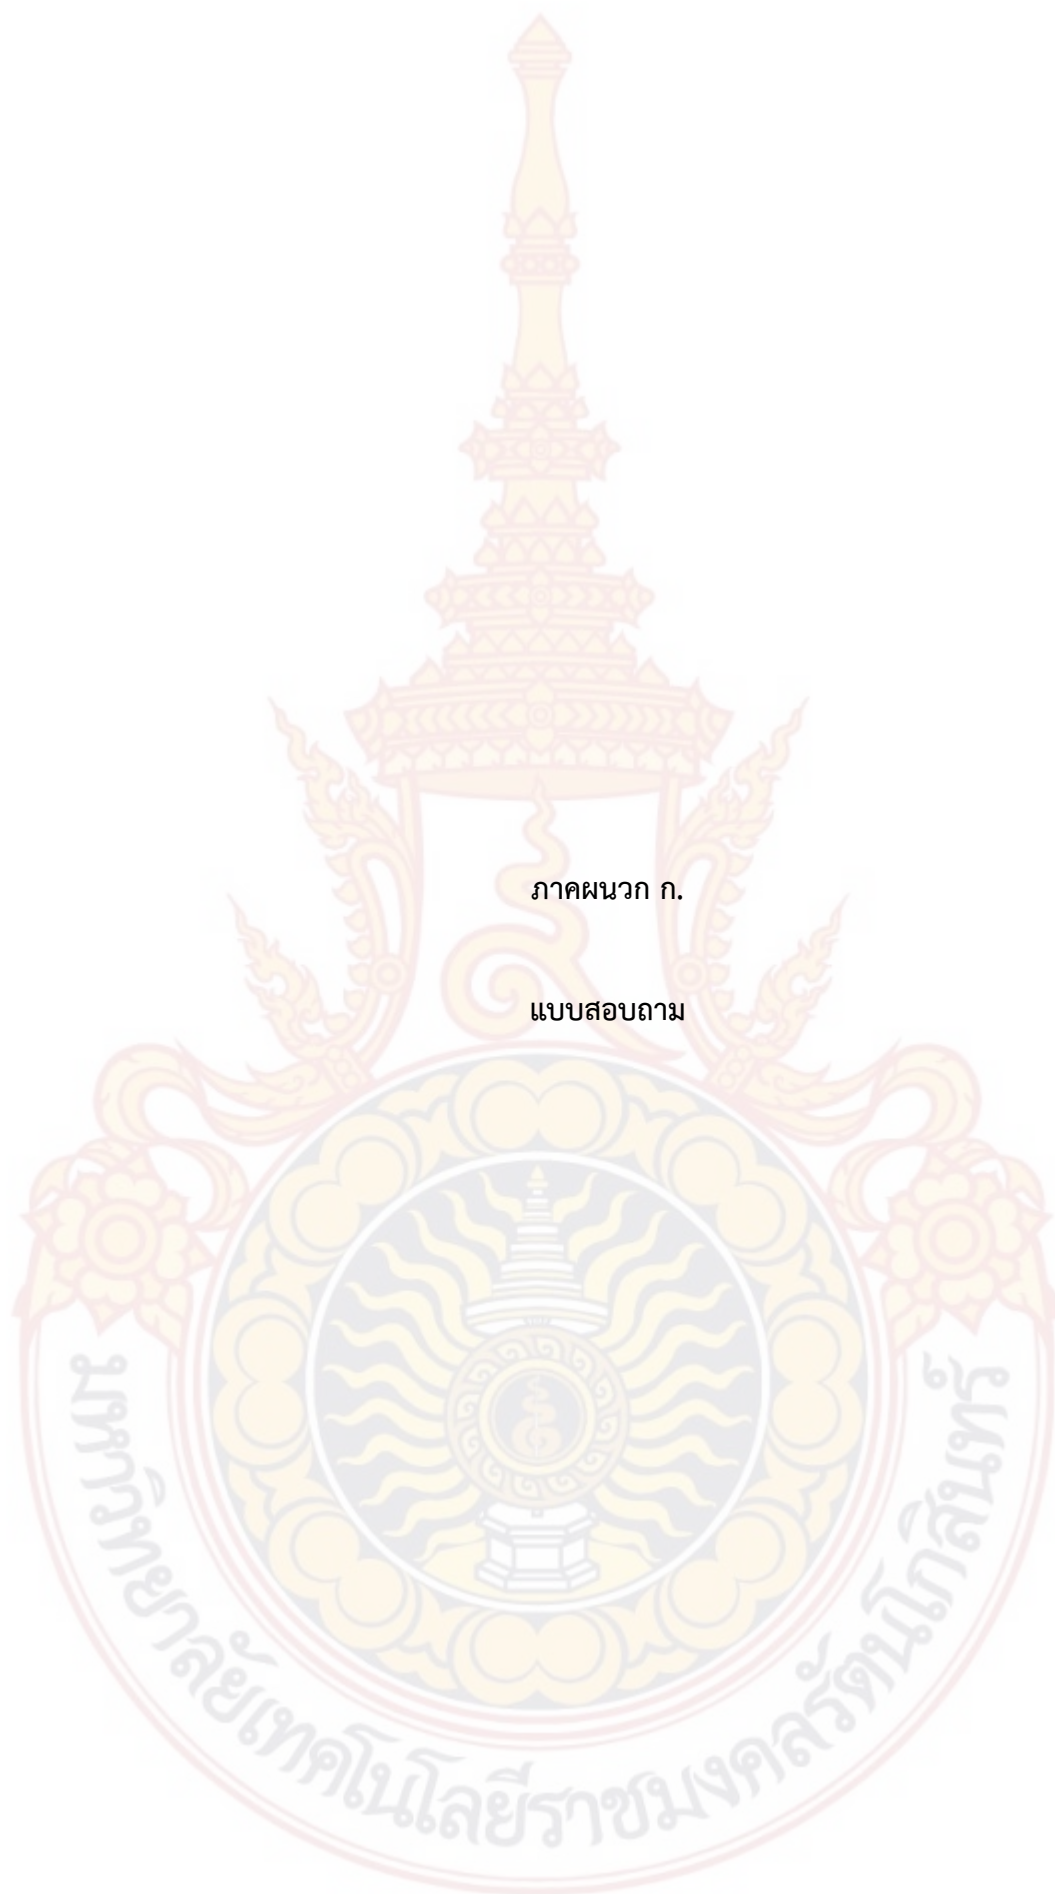 ภาคผนวก ก.
แบบสอบถาม
มหาวิทยาลัยเทคโนโลยีราชมงคลรัตนโกสินทร์